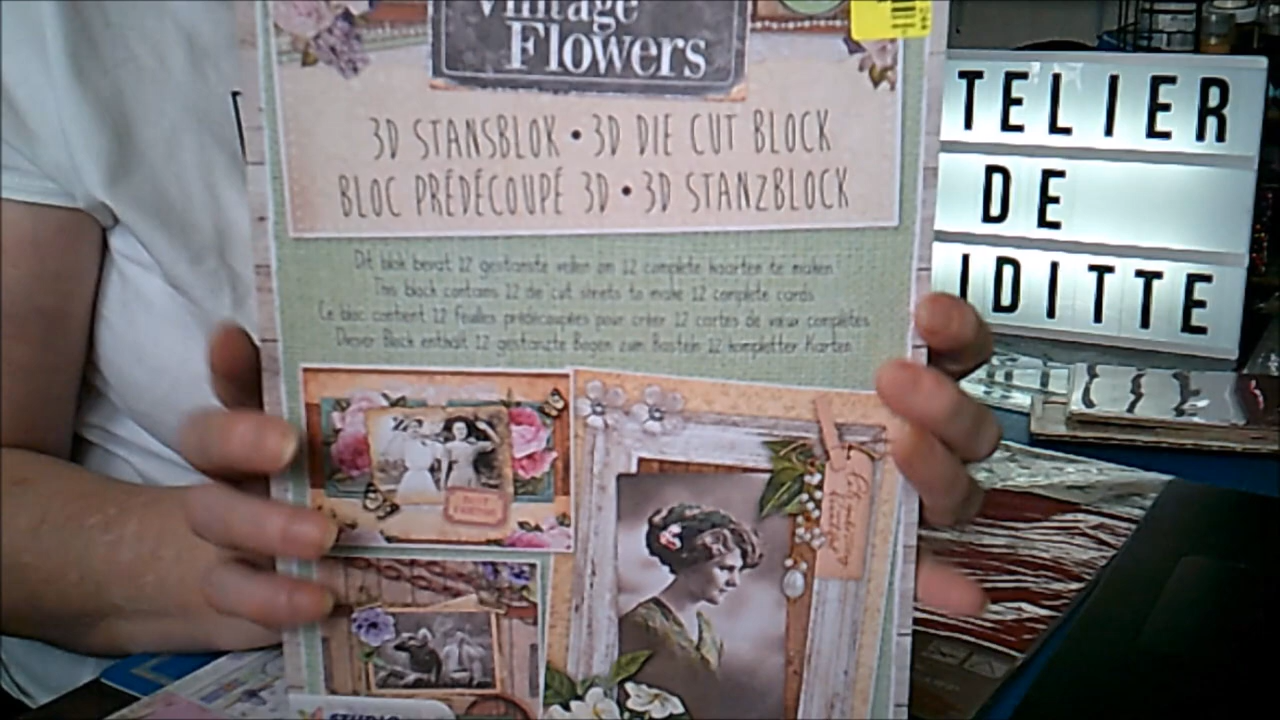 Vintage
Flowers
3D STANSBLOK • 3D DIE CUT BLOCK
BLOC PRÉDÉCOUPÉ 3D • 3D STANZBLOCK
Dit blok bevat 12 gestanste vellen om 12 complete kaarten te maken
This block contains 12 die cut sheets to make 12 complete cards
Ce bloc contient 12 feuilles prédécoupées pour créer 12 cartes de vœux complètes
Dieser Block enthält 12 gestanzte Bogen zum Basteln 12 kompletter Karten
STUDIO
TELIER
DE
IDITTE